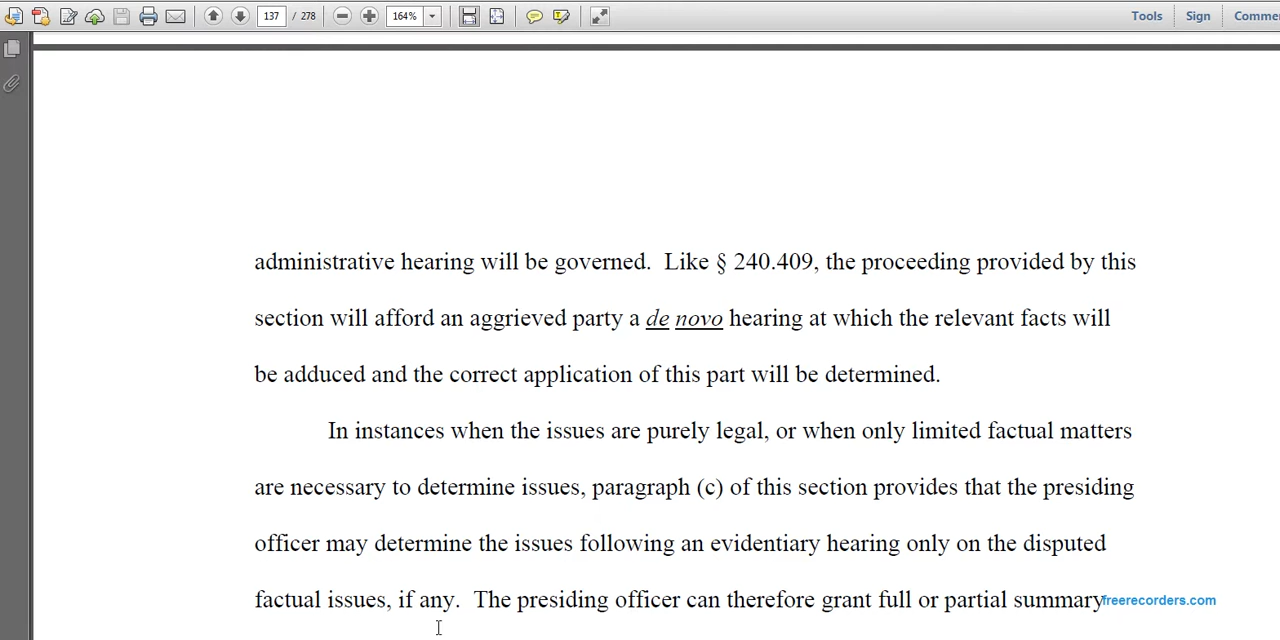 137 / 278 164% Tools Sign Comme
administrative hearing will be governed.  Like § 240.409, the proceeding provided by this
section will afford an aggrieved party a de novo hearing at which the relevant facts will
be adduced and the correct application of this part will be determined.
In instances when the issues are purely legal, or when only limited factual matters
are necessary to determine issues, paragraph (c) of this section provides that the presiding
officer may determine the issues following an evidentiary hearing only on the disputed
factual issues, if any.  The presiding officer can therefore grant full or partial summary
freerecorders.com